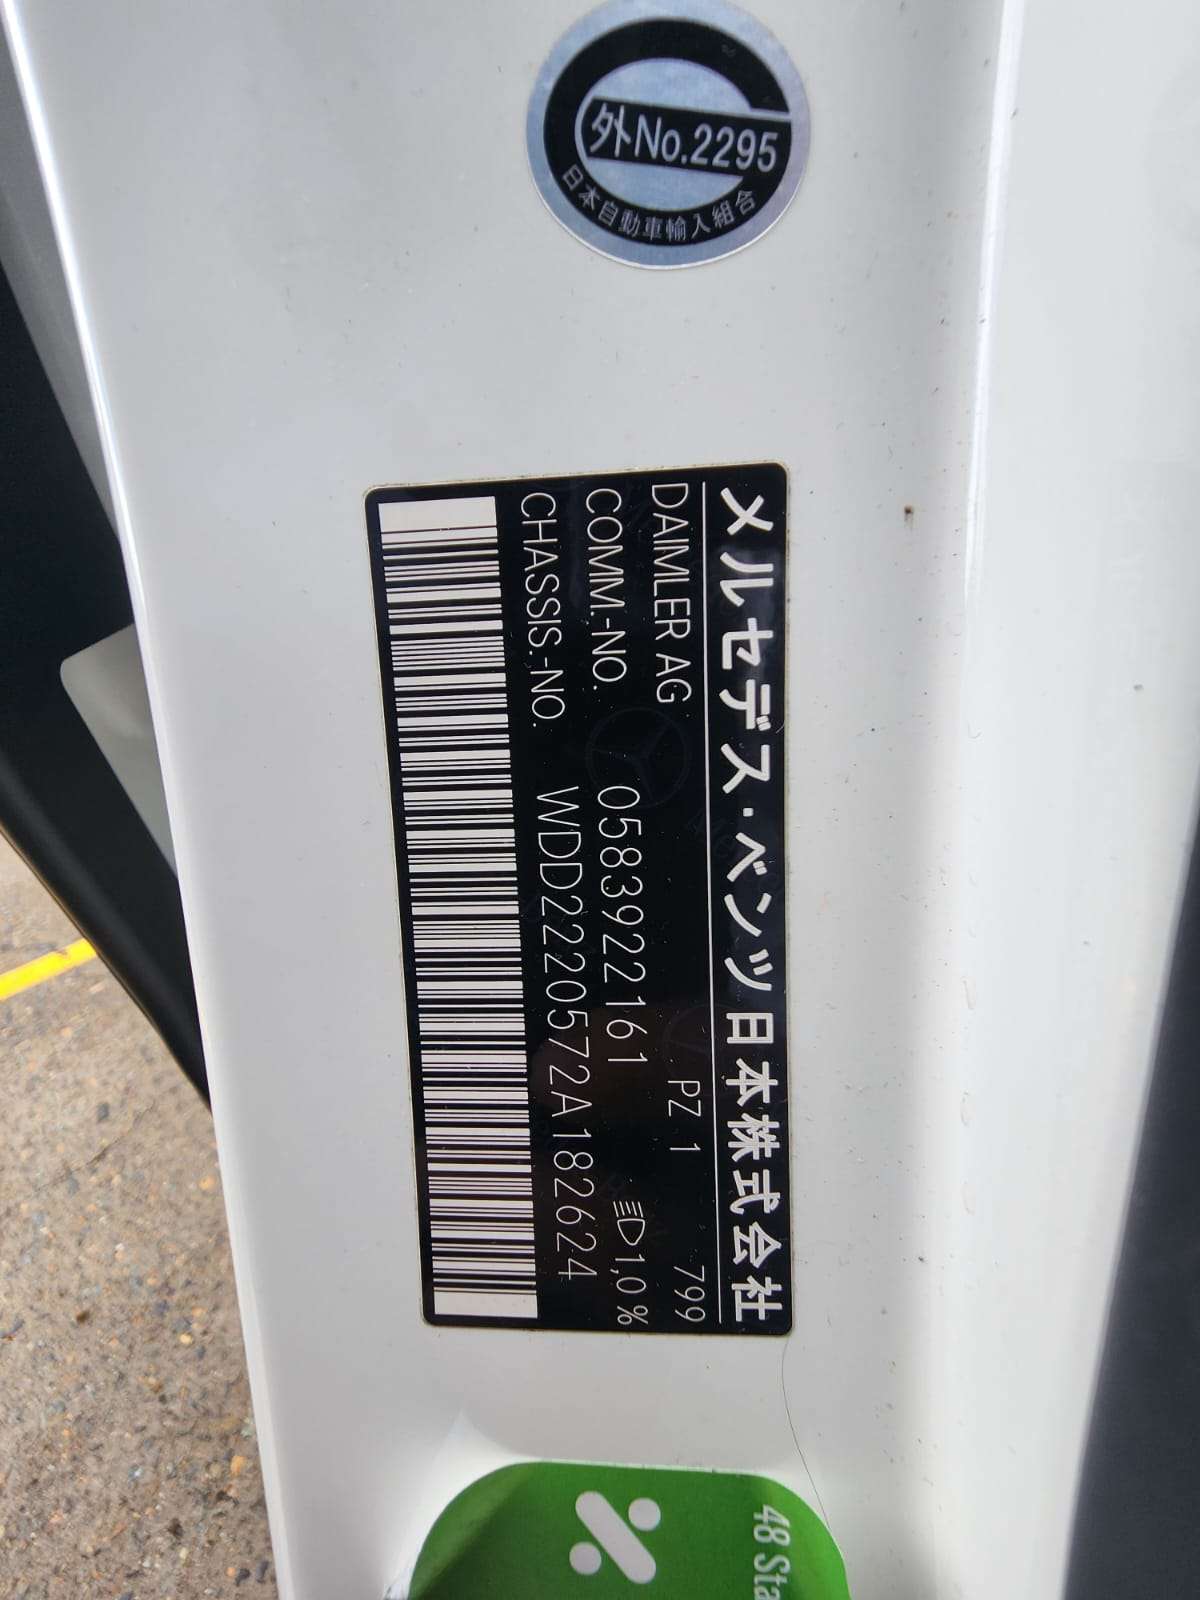 外No.2295
日本自動車輸入組合
メルセデス・ベンツ日本株式会社
DAIMLER AG PZ 1 799
COMM.-NO. 0583922161 1,0%
CHASSIS.-NO. WDD2220572A182624
48 Sta